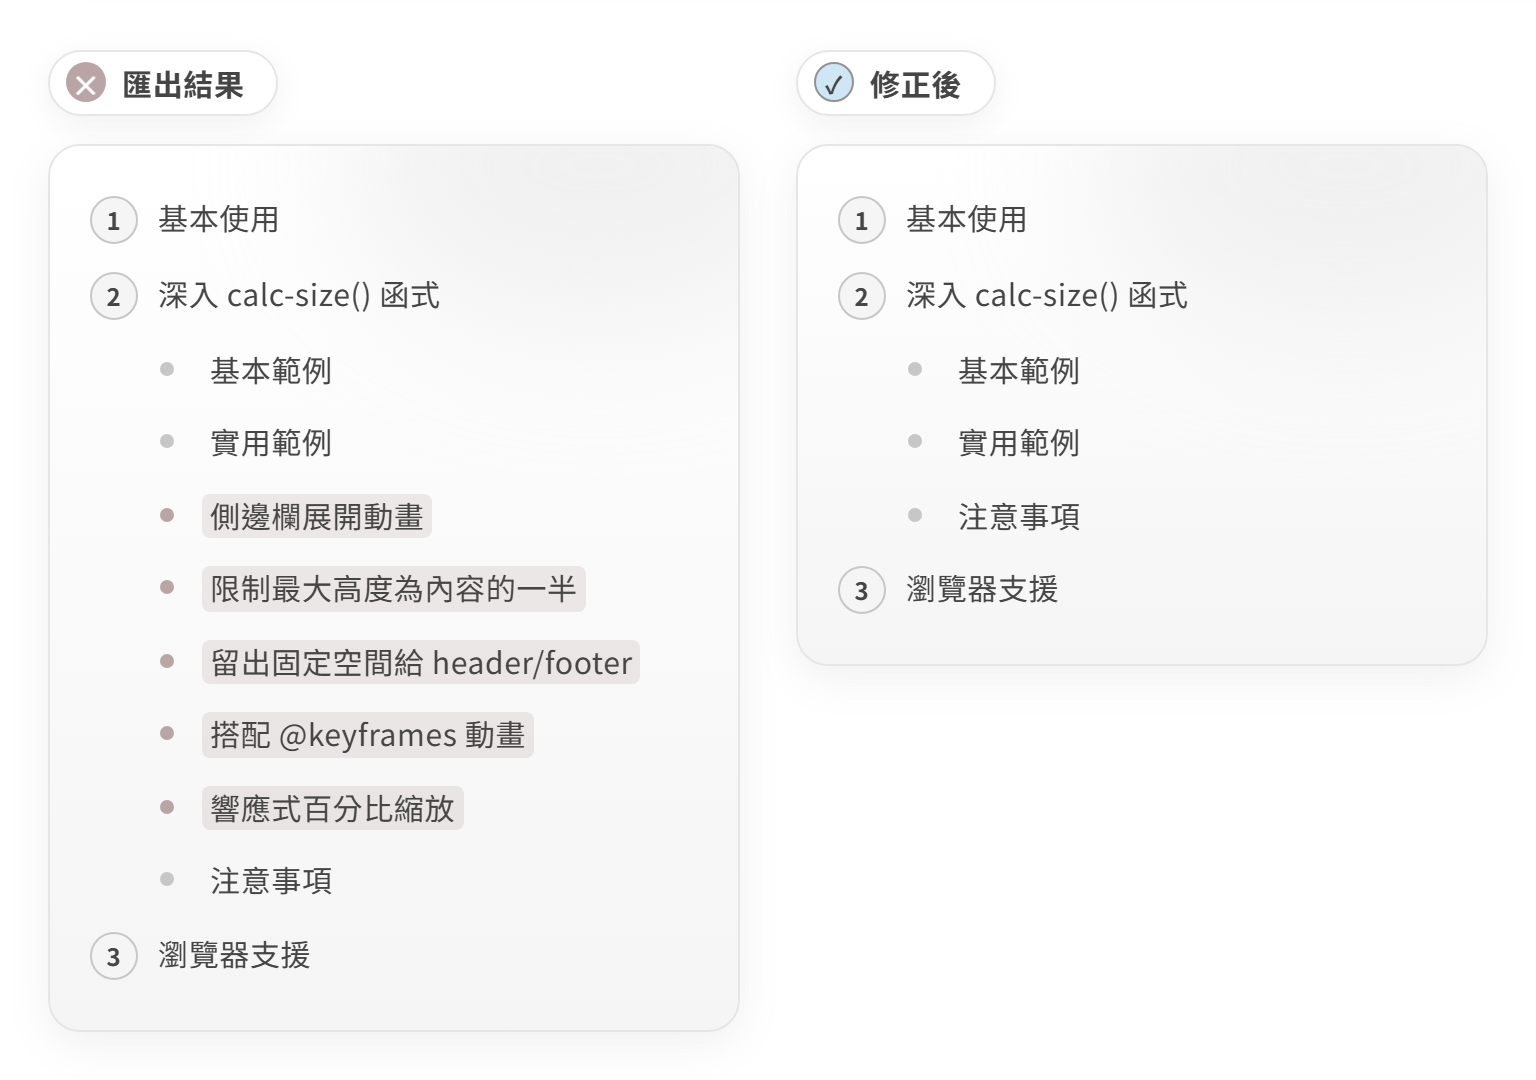 匯出結果
1 基本使用
2 深入 calc-size() 函式
基本範例
實用範例
側邊欄展開動畫
限制最大高度為內容的一半
留出固定空間給 header/footer
搭配 @keyframes 動畫
響應式百分比縮放
注意事項
3 瀏覽器支援
修正後
1 基本使用
2 深入 calc-size() 函式
基本範例
實用範例
注意事項
3 瀏覽器支援